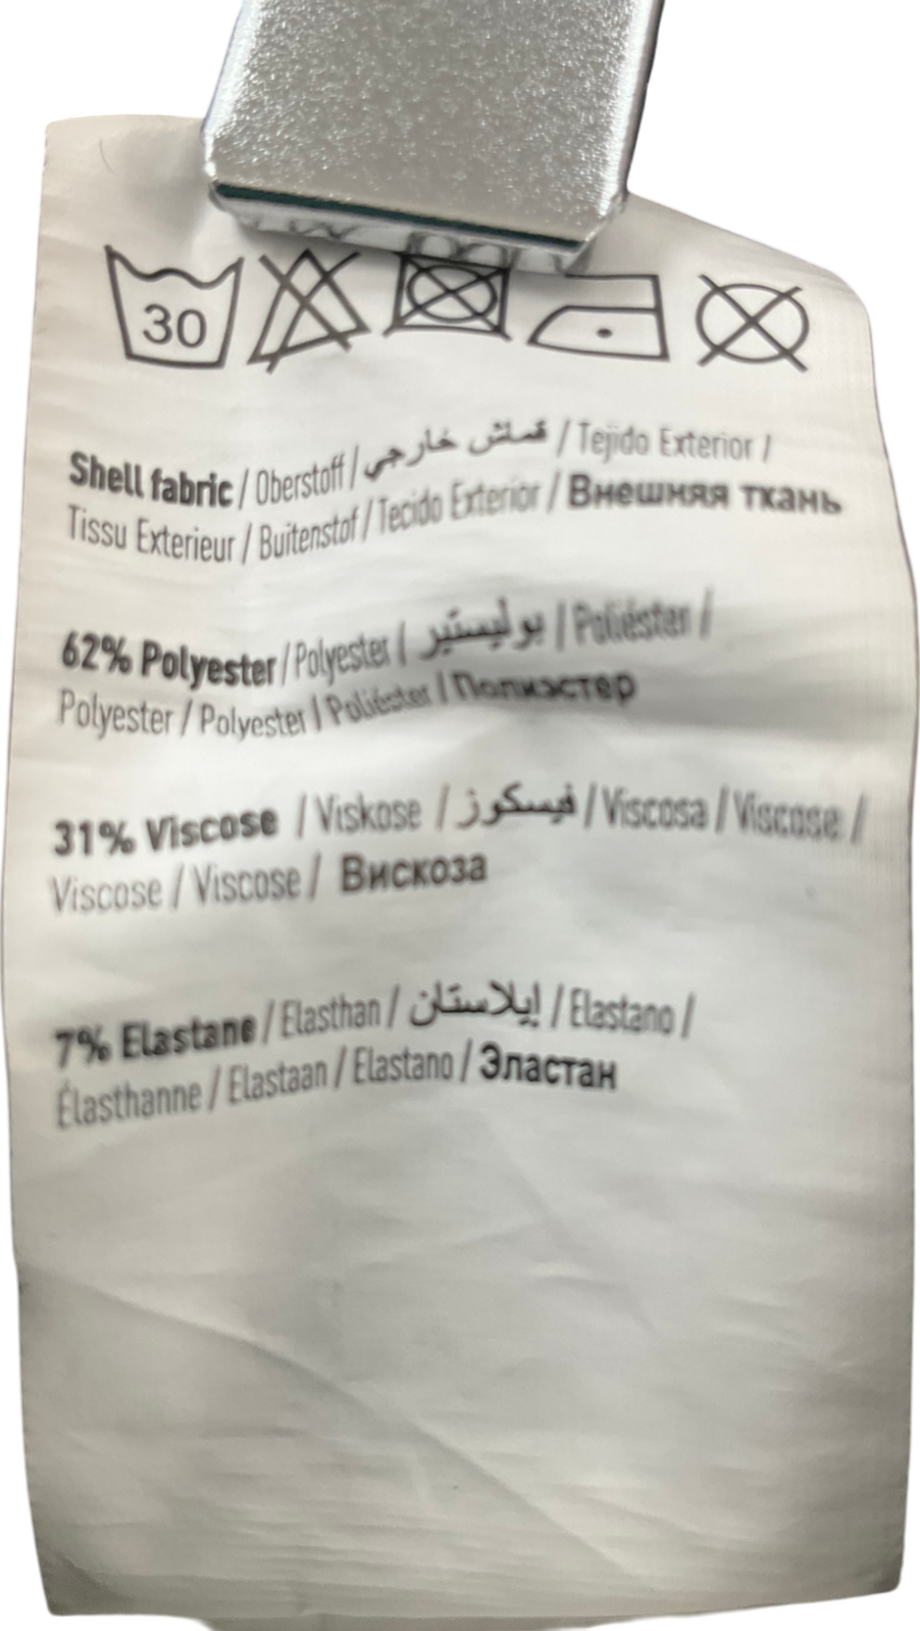 30
Shell fabric / Oberstoff / قماش خارجي / Tejido Exterior /
Tissu Exterieur / Buitenstof / Tecido Exterior / Внешняя ткань
62% Polyester / Polyester / بوليستير / Poliéster /
Polyester / Polyester / Poliéster / Полиэстер
31% Viscose / Viskose / فيسكوز / Viscosa / Viscose /
Viscose / Viscose / Вискоза
7% Elastane / Elasthan / إيلاستان / Elastano /
Élasthanne / Elastaan / Elastano / Эластан